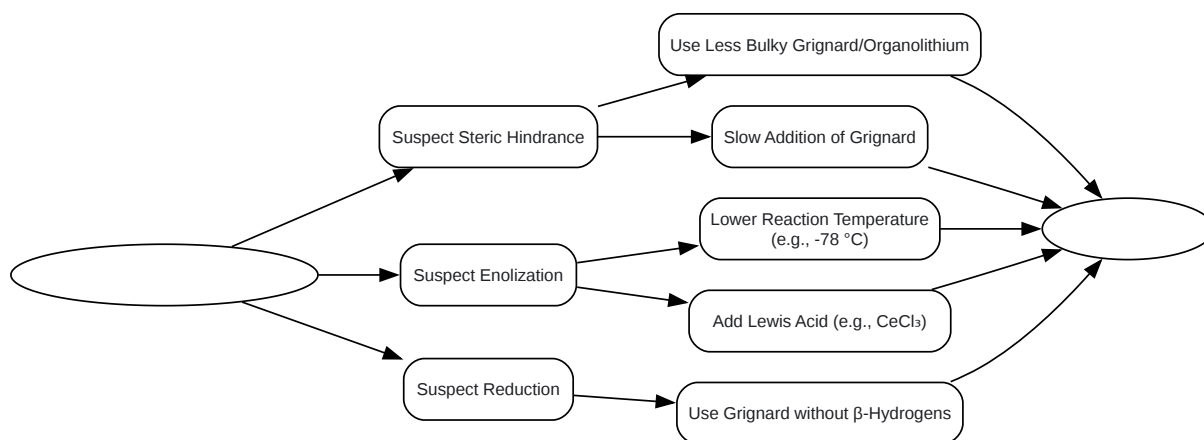 Use Less Bulky Grignard/Organolithium
Suspect Steric Hindrance
Slow Addition of Grignard
Lower Reaction Temperature
(e.g., -78 °C)
Suspect Enolization
Add Lewis Acid (e.g., CeCl₃)
Suspect Reduction
Use Grignard without β-Hydrogens